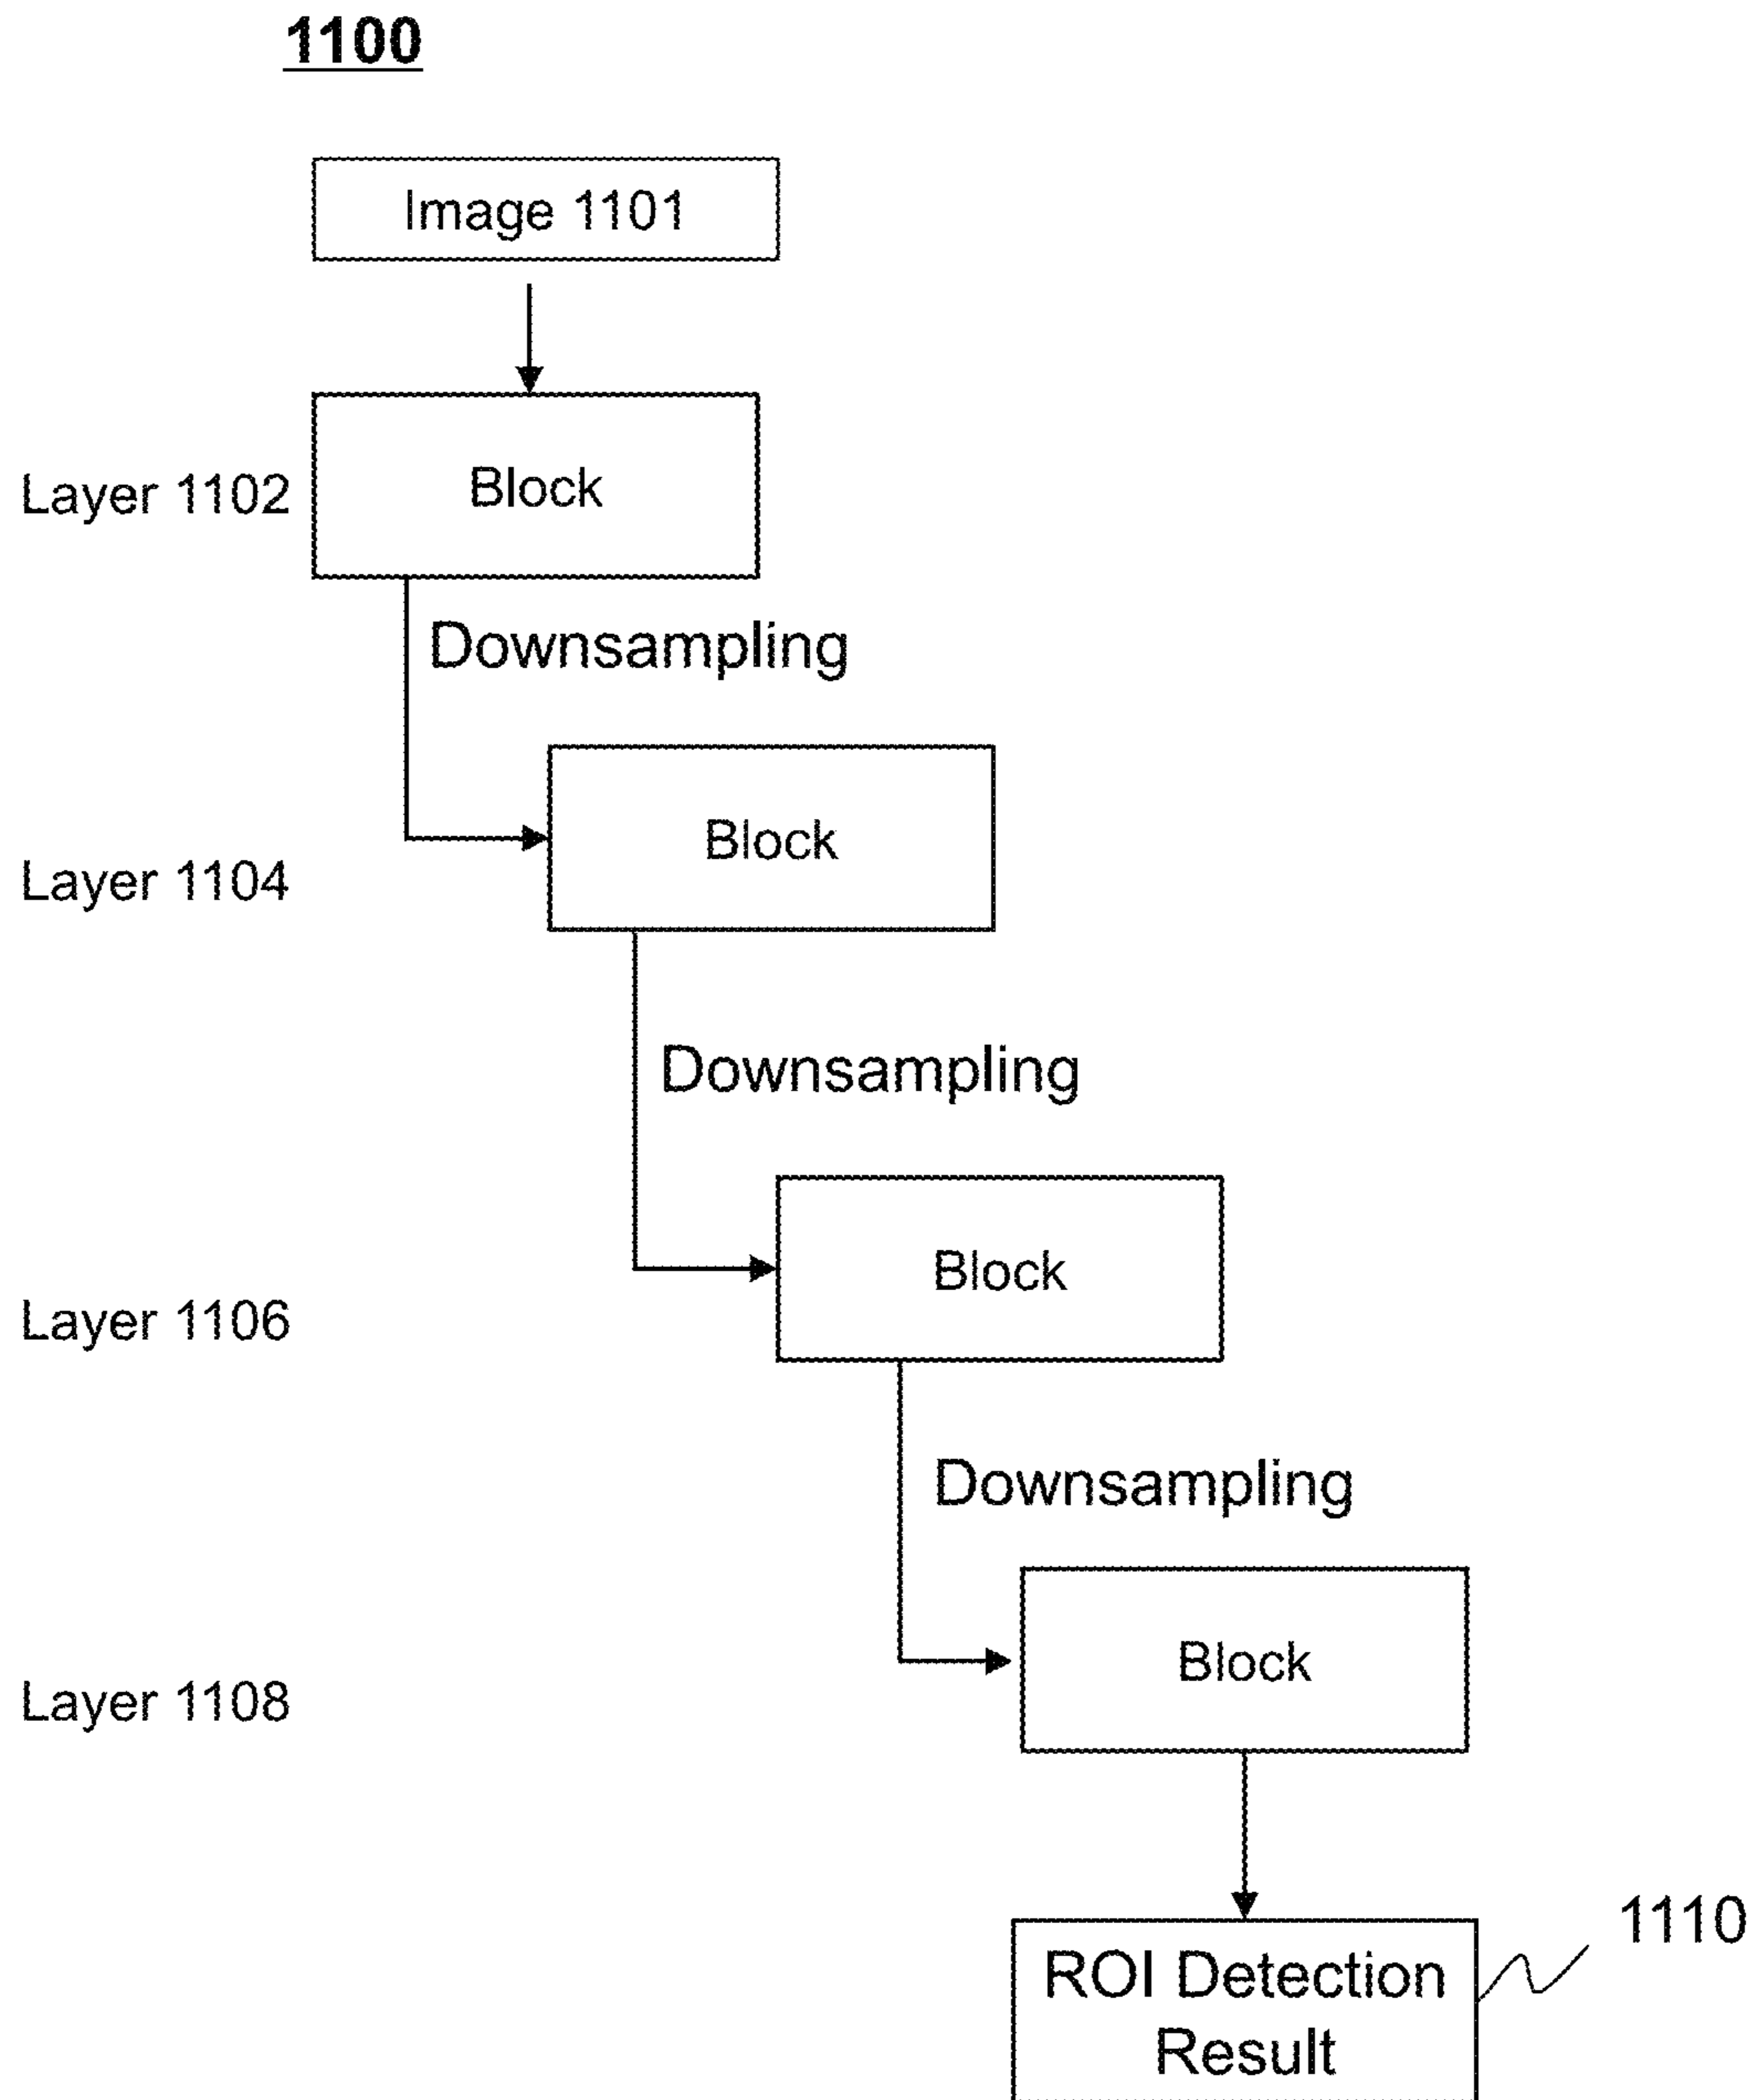 1100
Image 1101
Layer 1102
Block
Downsampling
Block
Layer 1104
Downsampling
Block
Layer 1106
Downsampling
Block
Layer 1108
1110
ROI Detection
Result